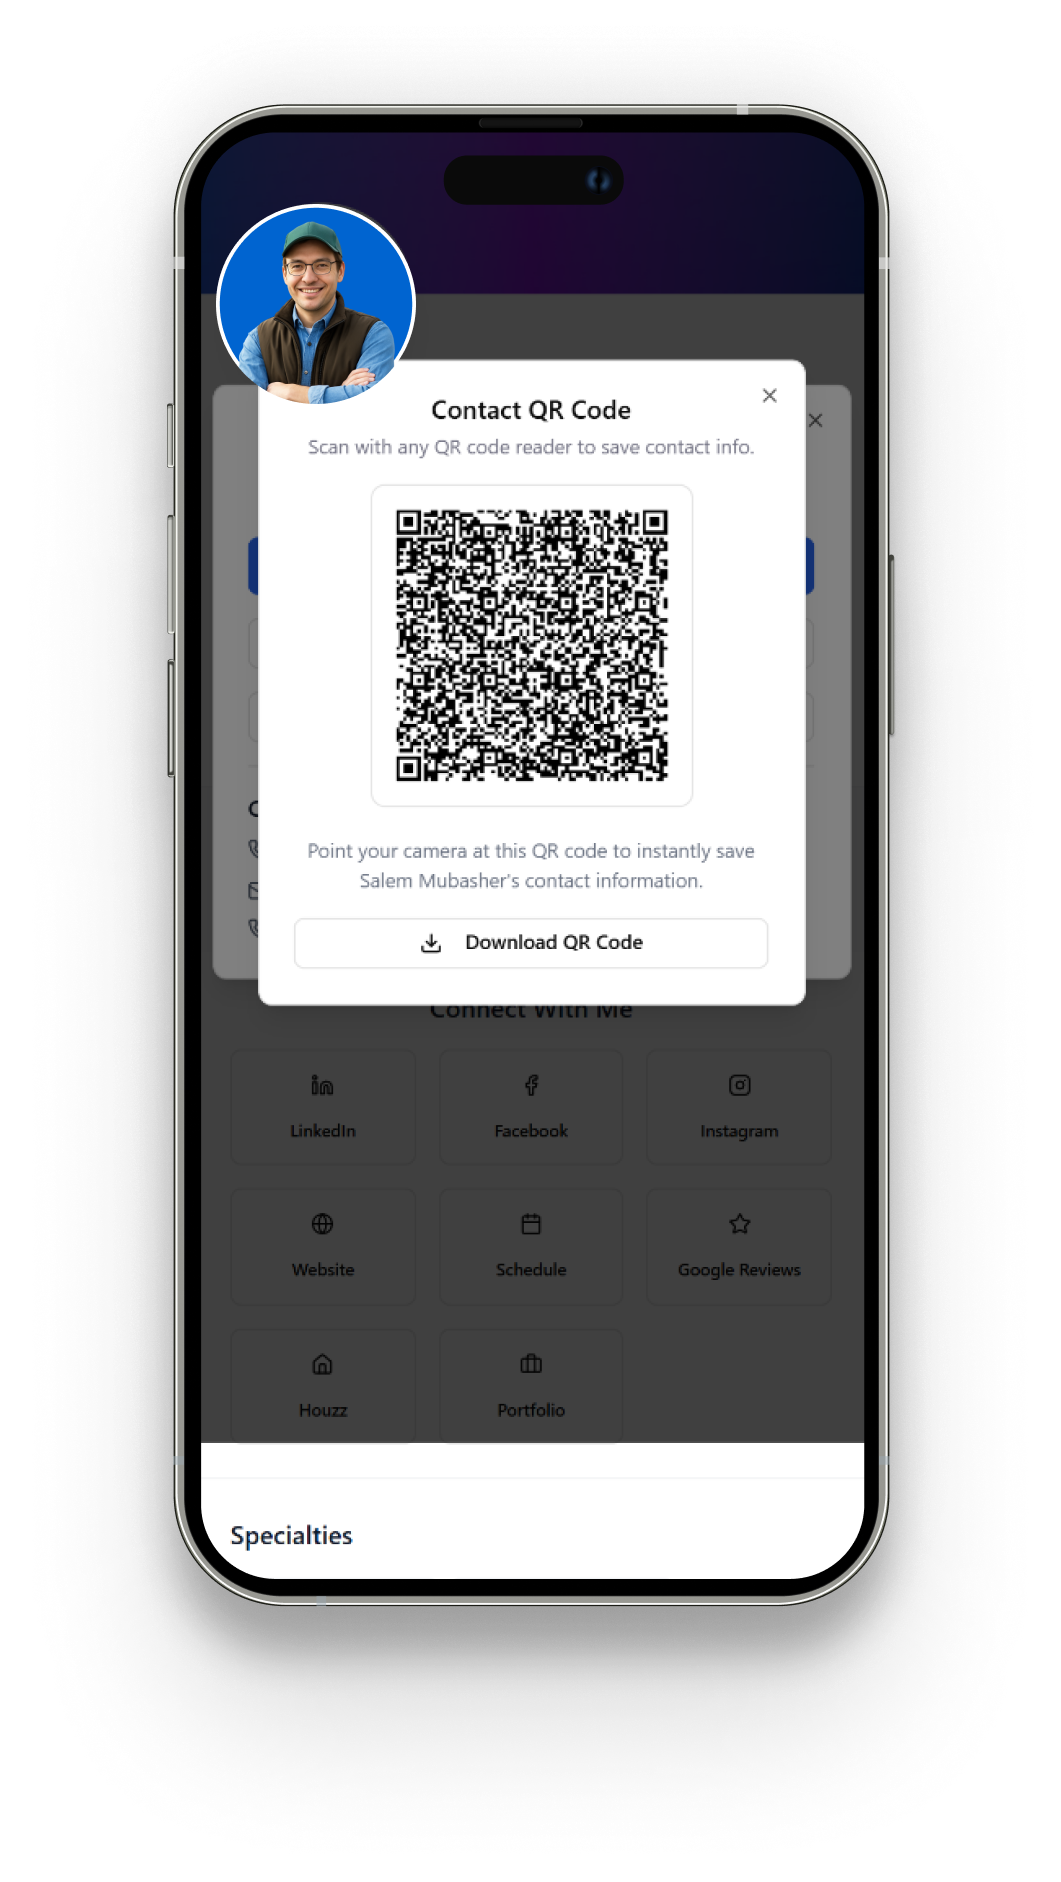 Contact QR Code
Scan with any QR code reader to save contact info.
Point your camera at this QR code to instantly save
Salem Mubasher's contact information.
Download QR Code
Connect With Me
LinkedIn
Facebook
Instagram
Website
Schedule
Google Reviews
Houzz
Portfolio
Specialties